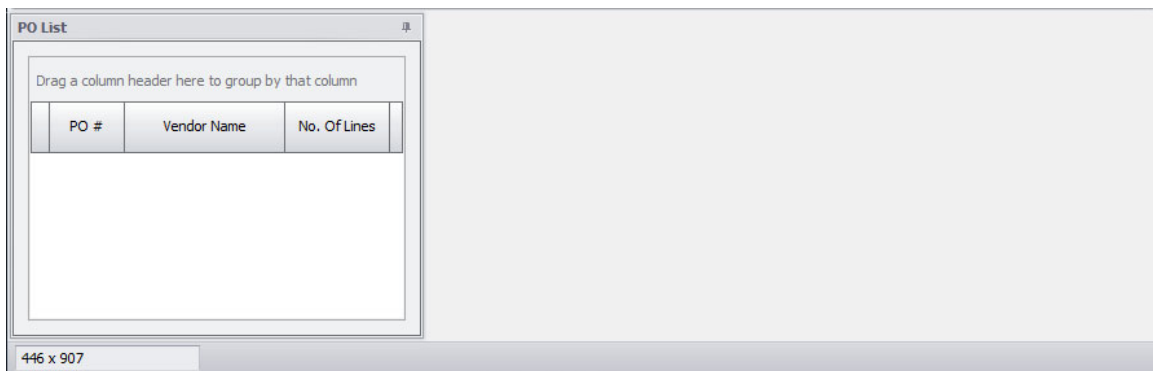 PO List
Drag a column header here to group by that column
PO # Vendor Name No. Of Lines
446 x 907